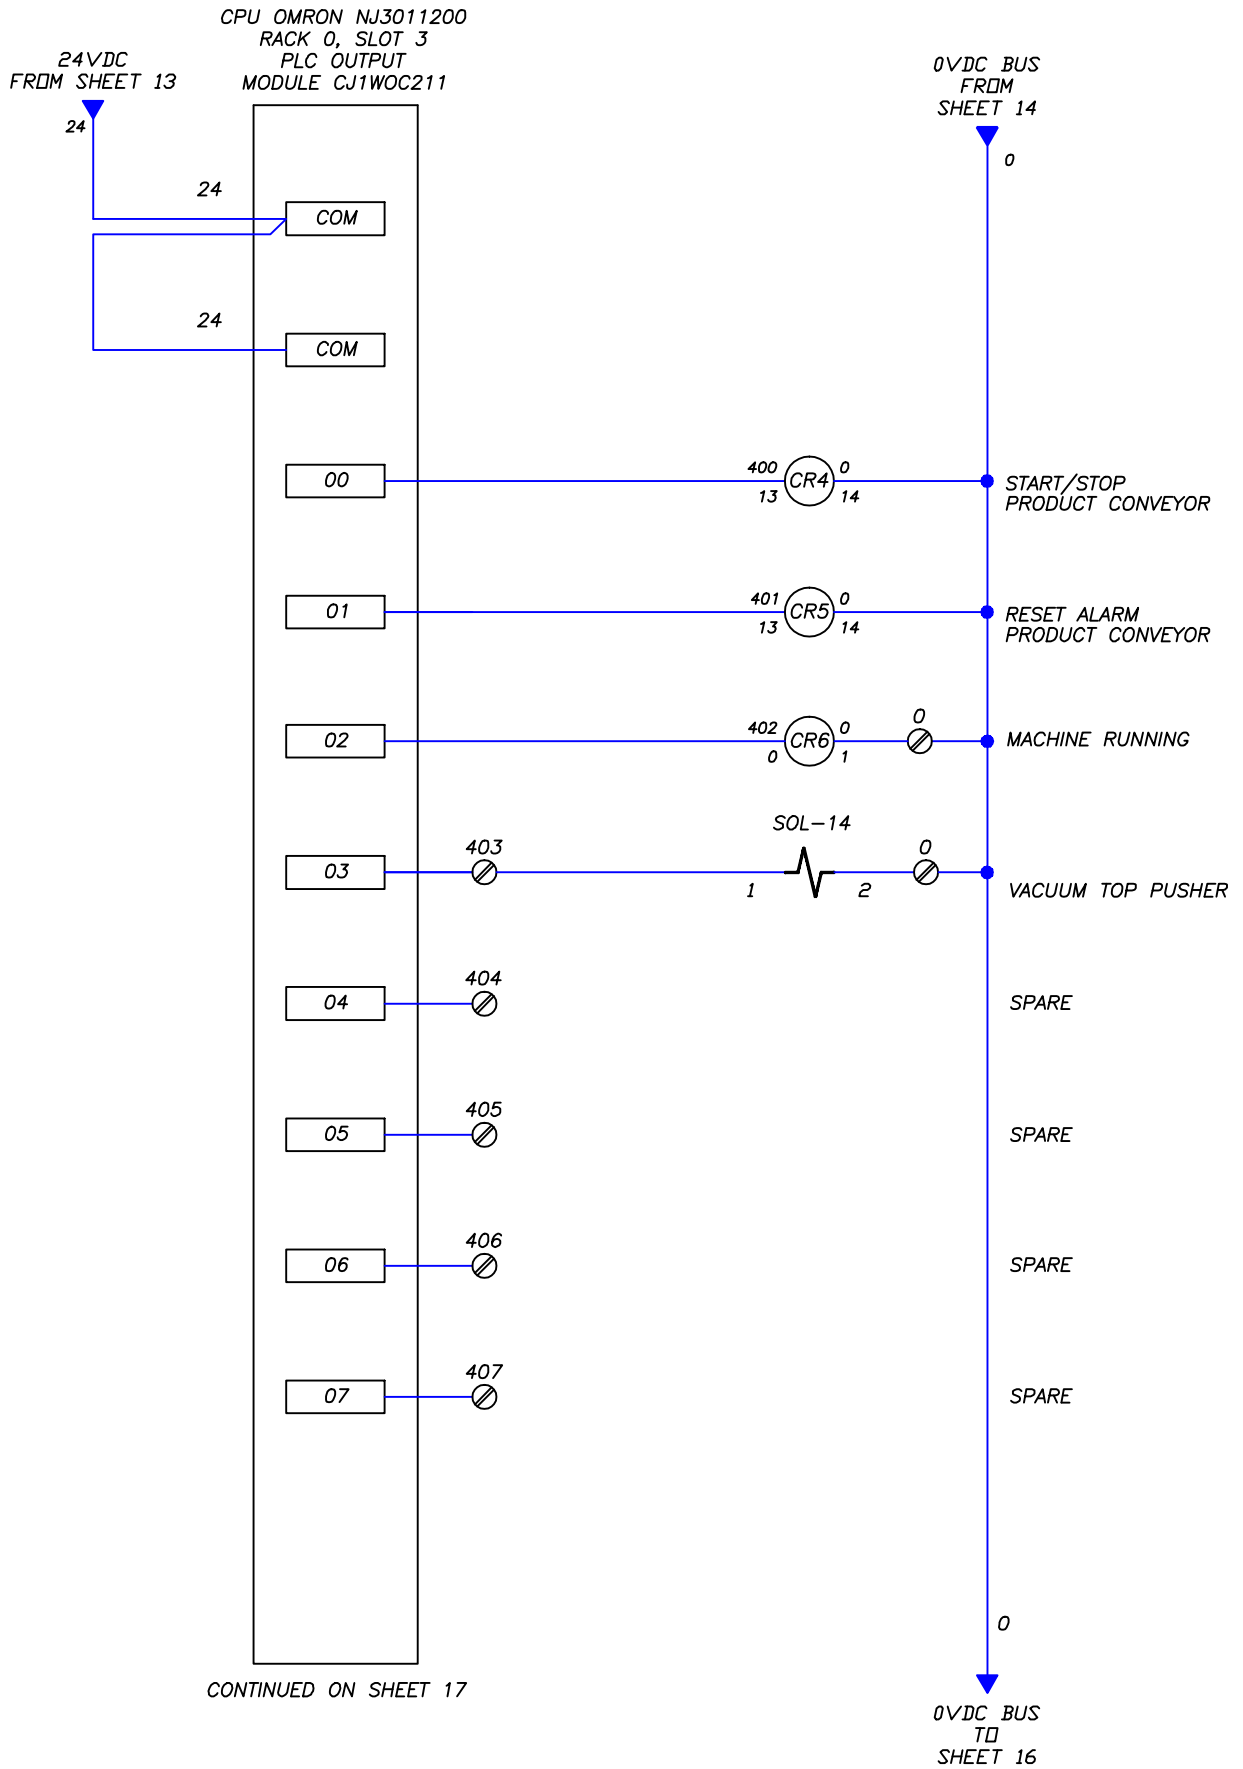 CPU OMRON NJ3011200
RACK 0, SLOT 3
PLC OUTPUT
MODULE CJ1WOC211
24VDC
FROM SHEET 13
0VDC BUS
FROM
SHEET 14
24
0
24
COM
24
COM
00
400
13
CR4
0
14
START/STOP
PRODUCT CONVEYOR
01
401
13
CR5
0
14
RESET ALARM
PRODUCT CONVEYOR
02
402
0
CR6
0
1
0
MACHINE RUNNING
SOL-14
03
403
1
2
0
VACUUM TOP PUSHER
04
404
SPARE
05
405
SPARE
06
406
SPARE
07
407
SPARE
0
CONTINUED ON SHEET 17
0VDC BUS
TO
SHEET 16